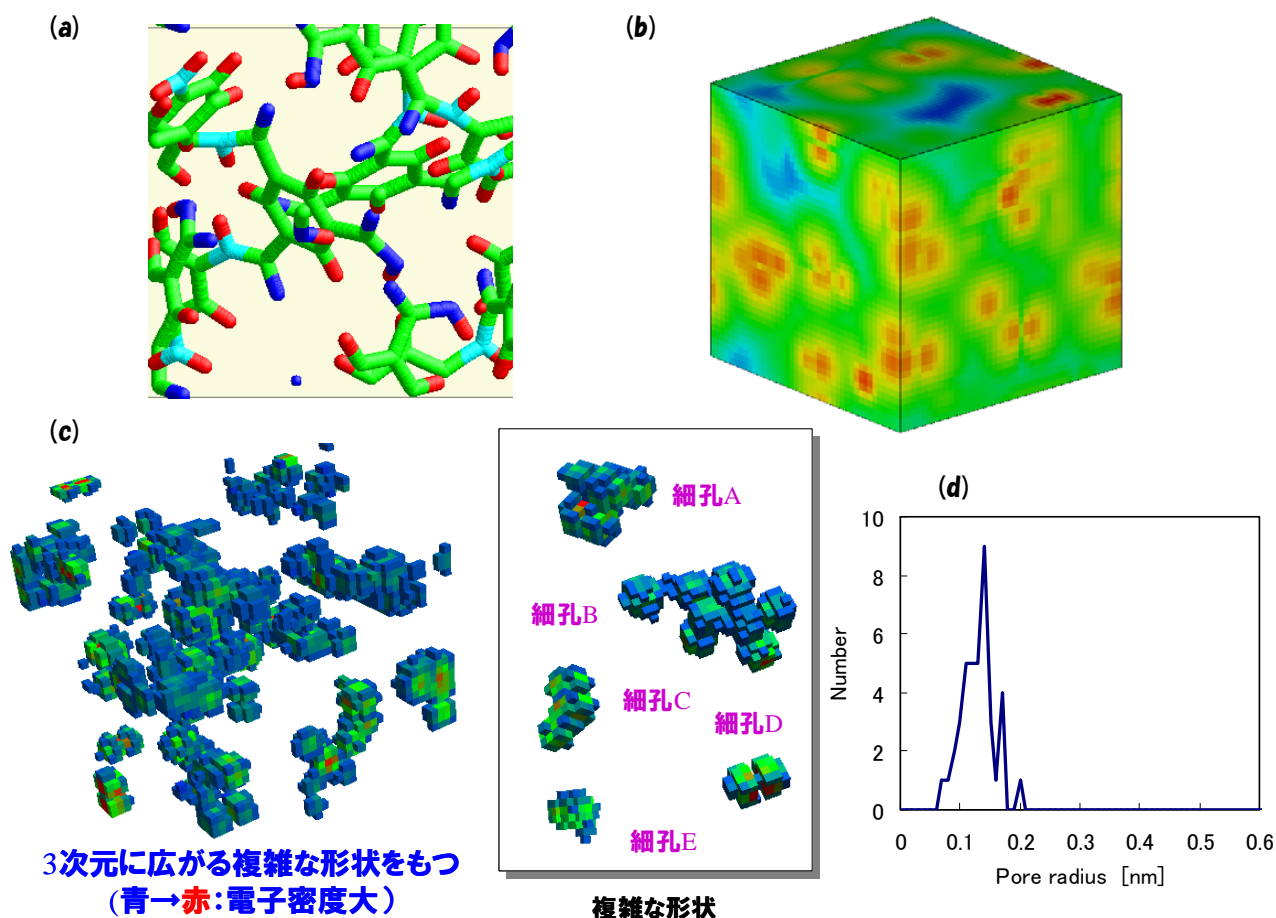 (a)
(b)
(c)
細孔A
細孔B
細孔C
細孔D
細孔E
3次元に広がる複雑な形状をもつ
(青→赤:電子密度大)
複雑な形状
(d)
10
8
6
4
2
0
Number
0 0.1 0.2 0.3 0.4 0.5 0.6
Pore radius [nm]